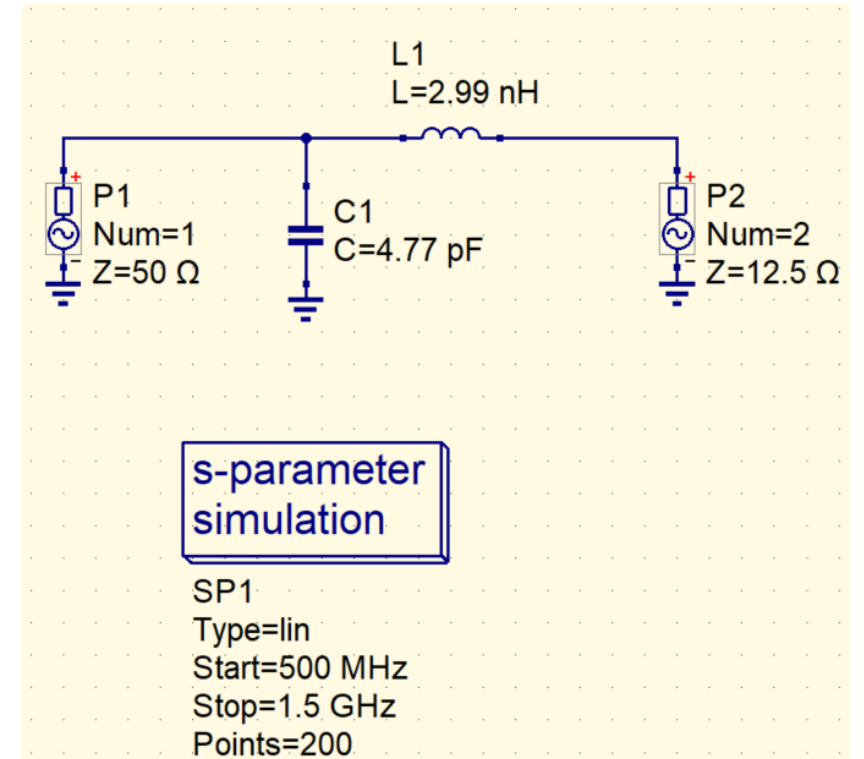 L1
L=2.99 nH
P1
Num=1
Z=50 Ω
C1
C=4.77 pF
P2
Num=2
Z=12.5 Ω
s-parameter
simulation
SP1
Type=lin
Start=500 MHz
Stop=1.5 GHz
Points=200